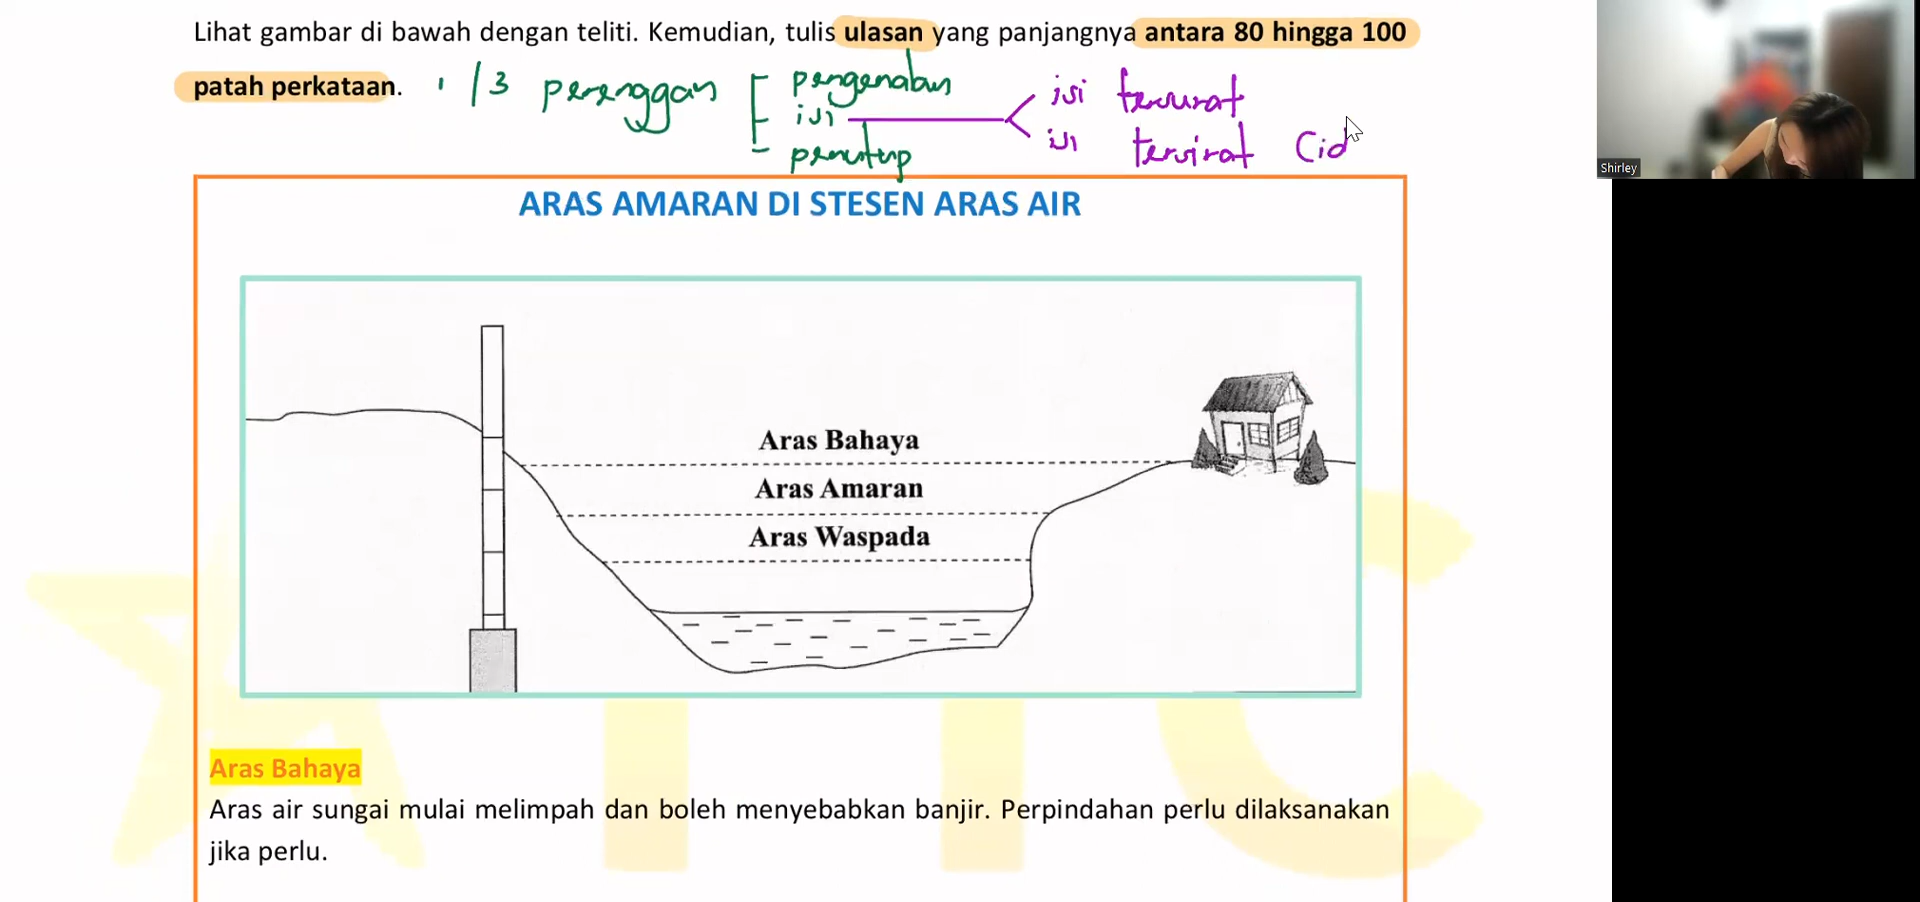 Lihat gambar di bawah dengan teliti. Kemudian, tulis ulasan yang panjangnya antara 80 hingga 100
patah perkataan. 1/3 perenggan
pengenalan
isi
penutup
isi tersurat
isi tersirat (id
Shirley
ARAS AMARAN DI STESEN ARAS AIR
Aras Bahaya
Aras Amaran
Aras Waspada
Aras Bahaya
Aras air sungai mulai melimpah dan boleh menyebabkan banjir. Perpindahan perlu dilaksanakan
jika perlu.
ATTC